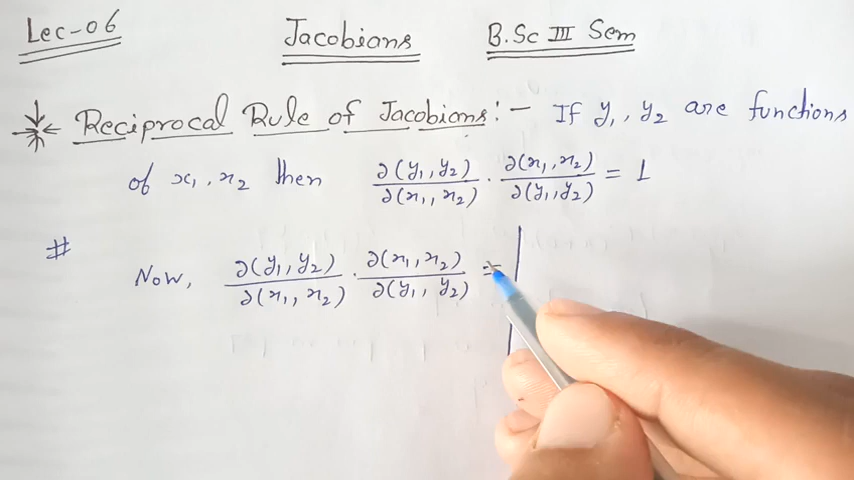 Lec-06 Jacobians B.Sc III Sem
Reciprocal Rule of Jacobians:- If y₁, y₂ are functions
of x₁, x₂ then ∂(y₁, y₂)/∂(x₁, x₂) · ∂(x₁, x₂)/∂(y₁, y₂) = 1
#
Now, ∂(y₁, y₂)/∂(x₁, x₂) · ∂(x₁, x₂)/∂(y₁, y₂) =